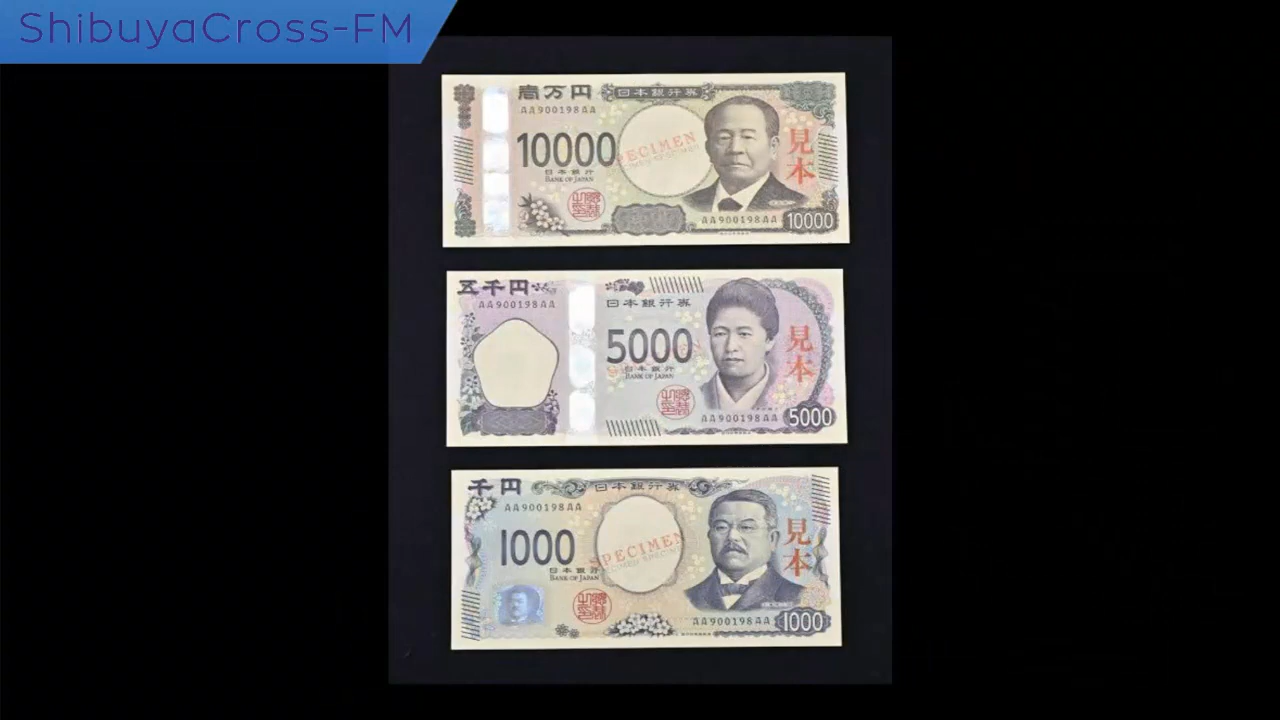 ShibuyaCross-FM
壱万円
日本銀行券
AA900198AA
10000
SPECIMEN
日本銀行
BANK OF JAPAN
見本
AA900198AA
10000
五千円
AA900198AA
日本銀行券
5000
日本銀行
BANK OF JAPAN
見本
AA900198AA
5000
千円
日本銀行券
AA900198AA
1000
SPECIMEN
日本銀行
BANK OF JAPAN
見本
AA900198AA
1000